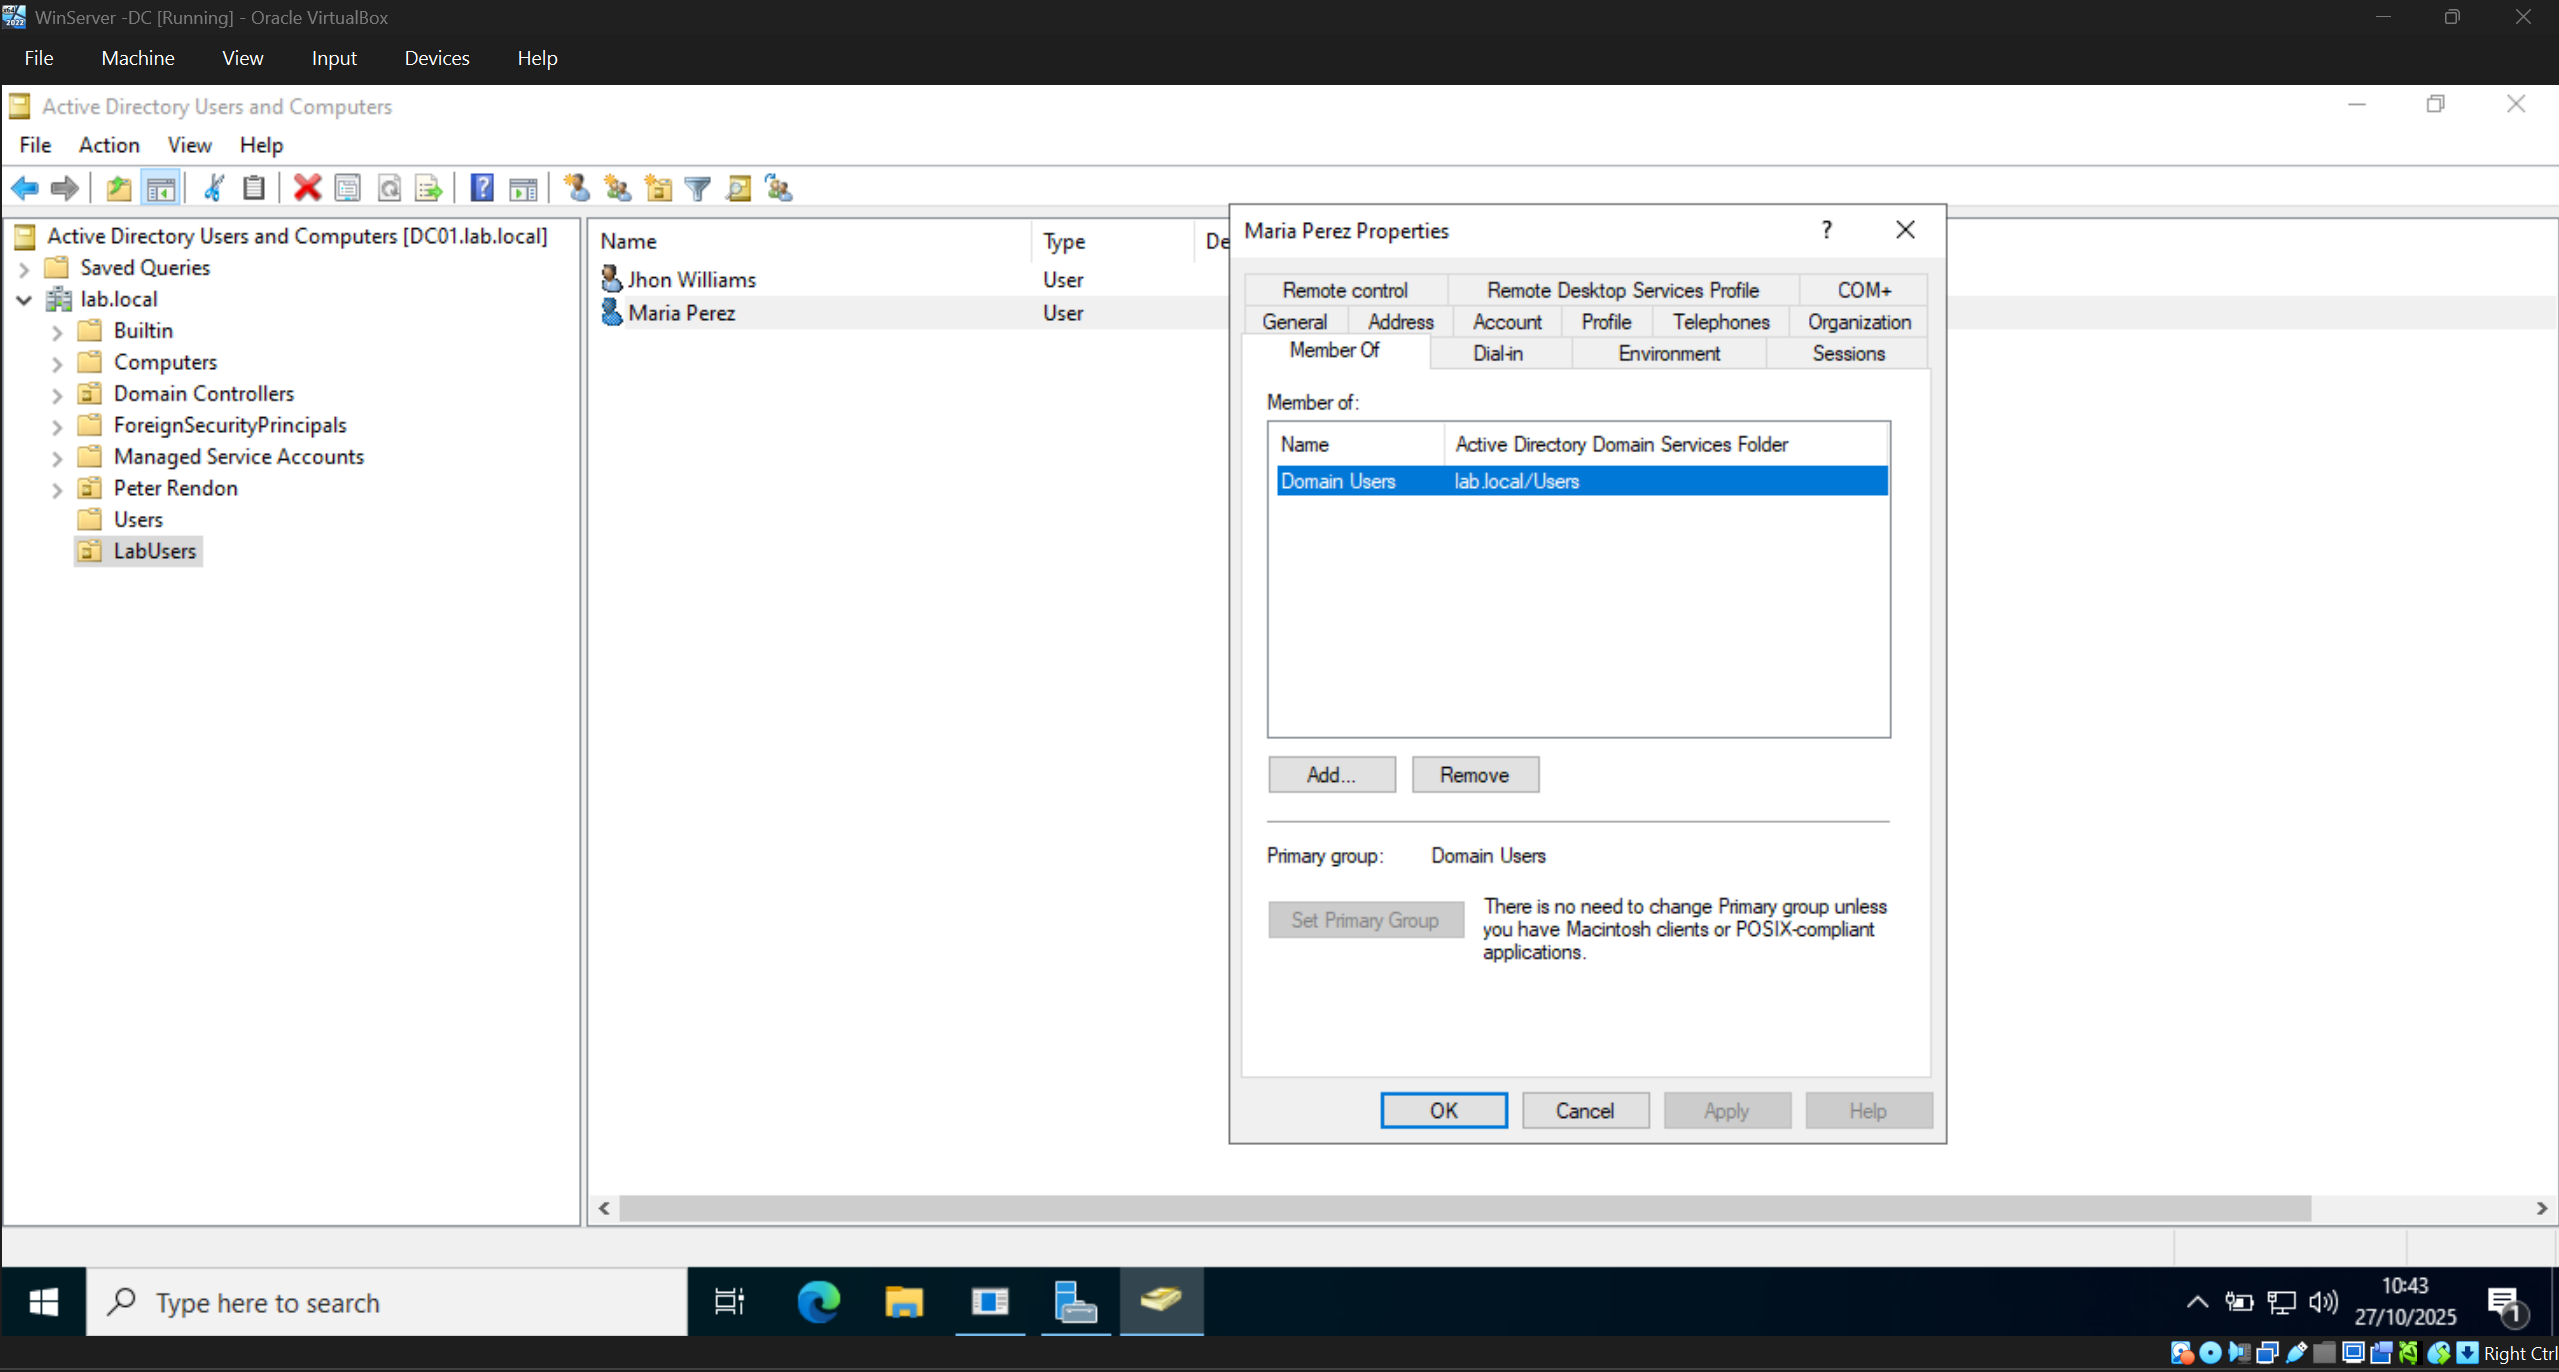 WinServer -DC [Running] - Oracle VirtualBox
File Machine View Input Devices Help
Active Directory Users and Computers
File Action View Help
Active Directory Users and Computers [DC01.lab.local]
Saved Queries
lab.local
Builtin
Computers
Domain Controllers
ForeignSecurityPrincipals
Managed Service Accounts
Peter Rendon
Users
LabUsers
Name Type De
Jhon Williams User
Maria Perez User
Maria Perez Properties
Remote control Remote Desktop Services Profile COM+
General Address Account Profile Telephones Organization
Member Of Dial-in Environment Sessions
Member of:
Name Active Directory Domain Services Folder
Domain Users lab.local/Users
Add... Remove
Primary group: Domain Users
Set Primary Group
There is no need to change Primary group unless
you have Macintosh clients or POSIX-compliant
applications.
OK Cancel Apply Help
Type here to search
10:43
27/10/2025
1
Right Ctrl